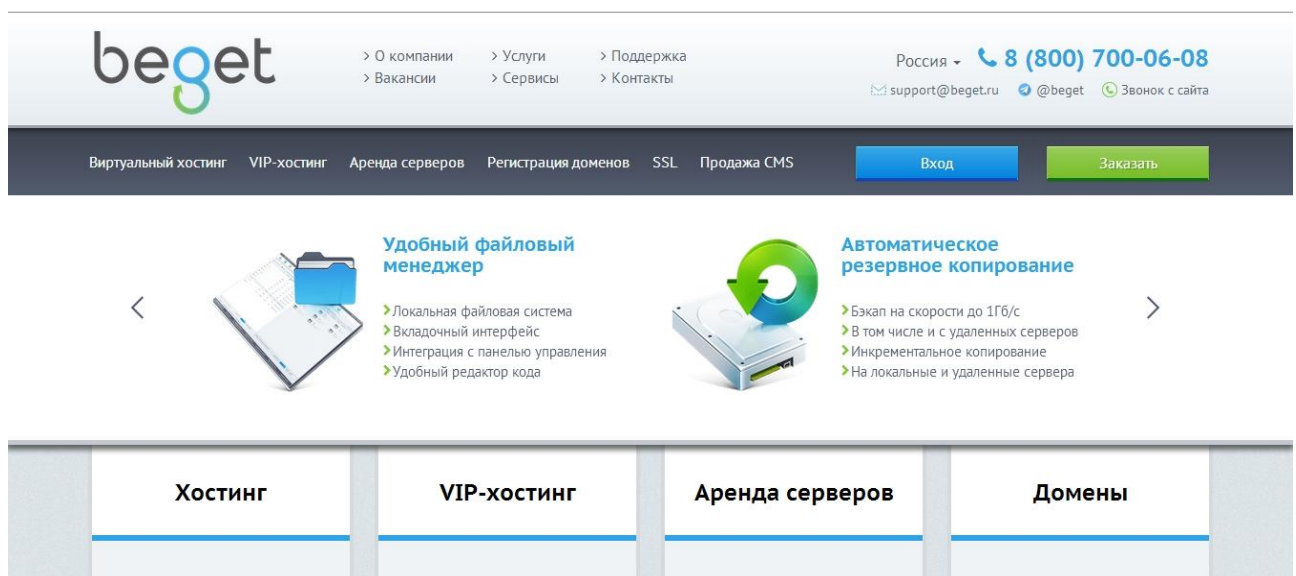 beget
> О компании
> Вакансии
> Услуги
> Сервисы
> Поддержка
> Контакты
Россия 8 (800) 700-06-08
support@beget.ru @beget Звонок с сайта
Виртуальный хостинг VIP-хостинг Аренда серверов Регистрация доменов SSL Продажа CMS Вход Заказать
Удобный файловый
менеджер
Локальная файловая система
Вкладочный интерфейс
Интеграция с панелью управления
Удобный редактор кода
Автоматическое
резервное копирование
Бэкап на скорости до 1Гб/с
В том числе и с удаленных серверов
Инкрементальное копирование
На локальные и удаленные сервера
Хостинг VIP-хостинг Аренда серверов Домены